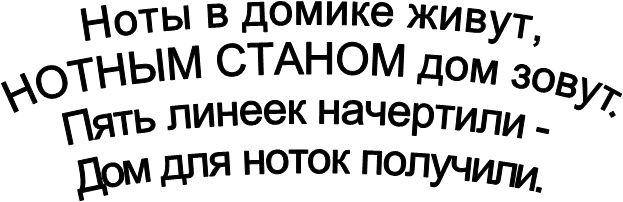 Ноты в домике живут,
НОТНЫМ СТАНОМ дом зовут.
Пять линеек начертили -
Дом для ноток получили.